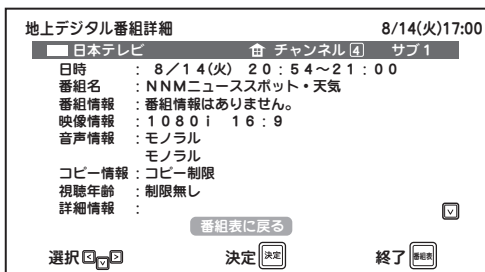 地上デジタル番組詳細 8/14(火)17:00
日本テレビ チャンネル4 サブ1
日時 : 8/14(火) 20:54~21:00
番組名 : NNMニューススポット・天気
番組情報 : 番組情報はありません。
映像情報 : 1080i 16:9
音声情報 : モノラル
モノラル
コピー情報 : コピー制限
視聴年齢 : 制限無し
詳細情報 :
番組表に戻る
選択 決定 決定 終了 番組表